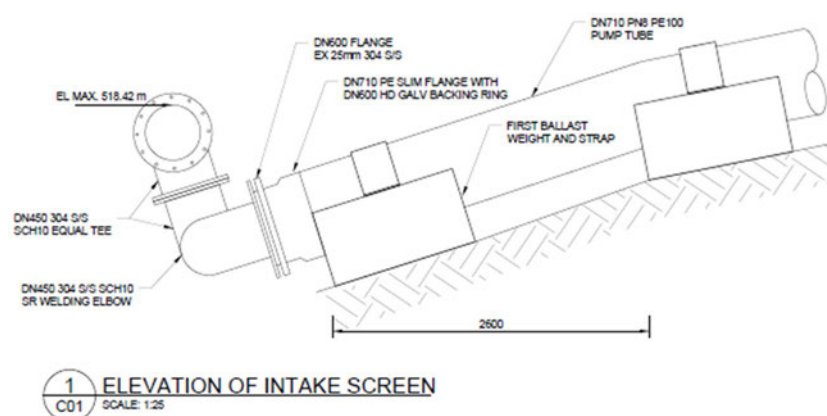 DN600 FLANGE
EX 25mm 304 S/S
DN710 PN8 PE100
PUMP TUBE
EL MAX. 518.42 m
DN710 PE SLIM FLANGE WITH
DN600 HD GALV BACKING RING
FIRST BALLAST
WEIGHT AND STRAP
DN450 304 S/S
SCH10 EQUAL TEE
DN450 304 S/S SCH10
SR WELDING ELBOW
2600
1
C01
ELEVATION OF INTAKE SCREEN
SCALE: 1:25